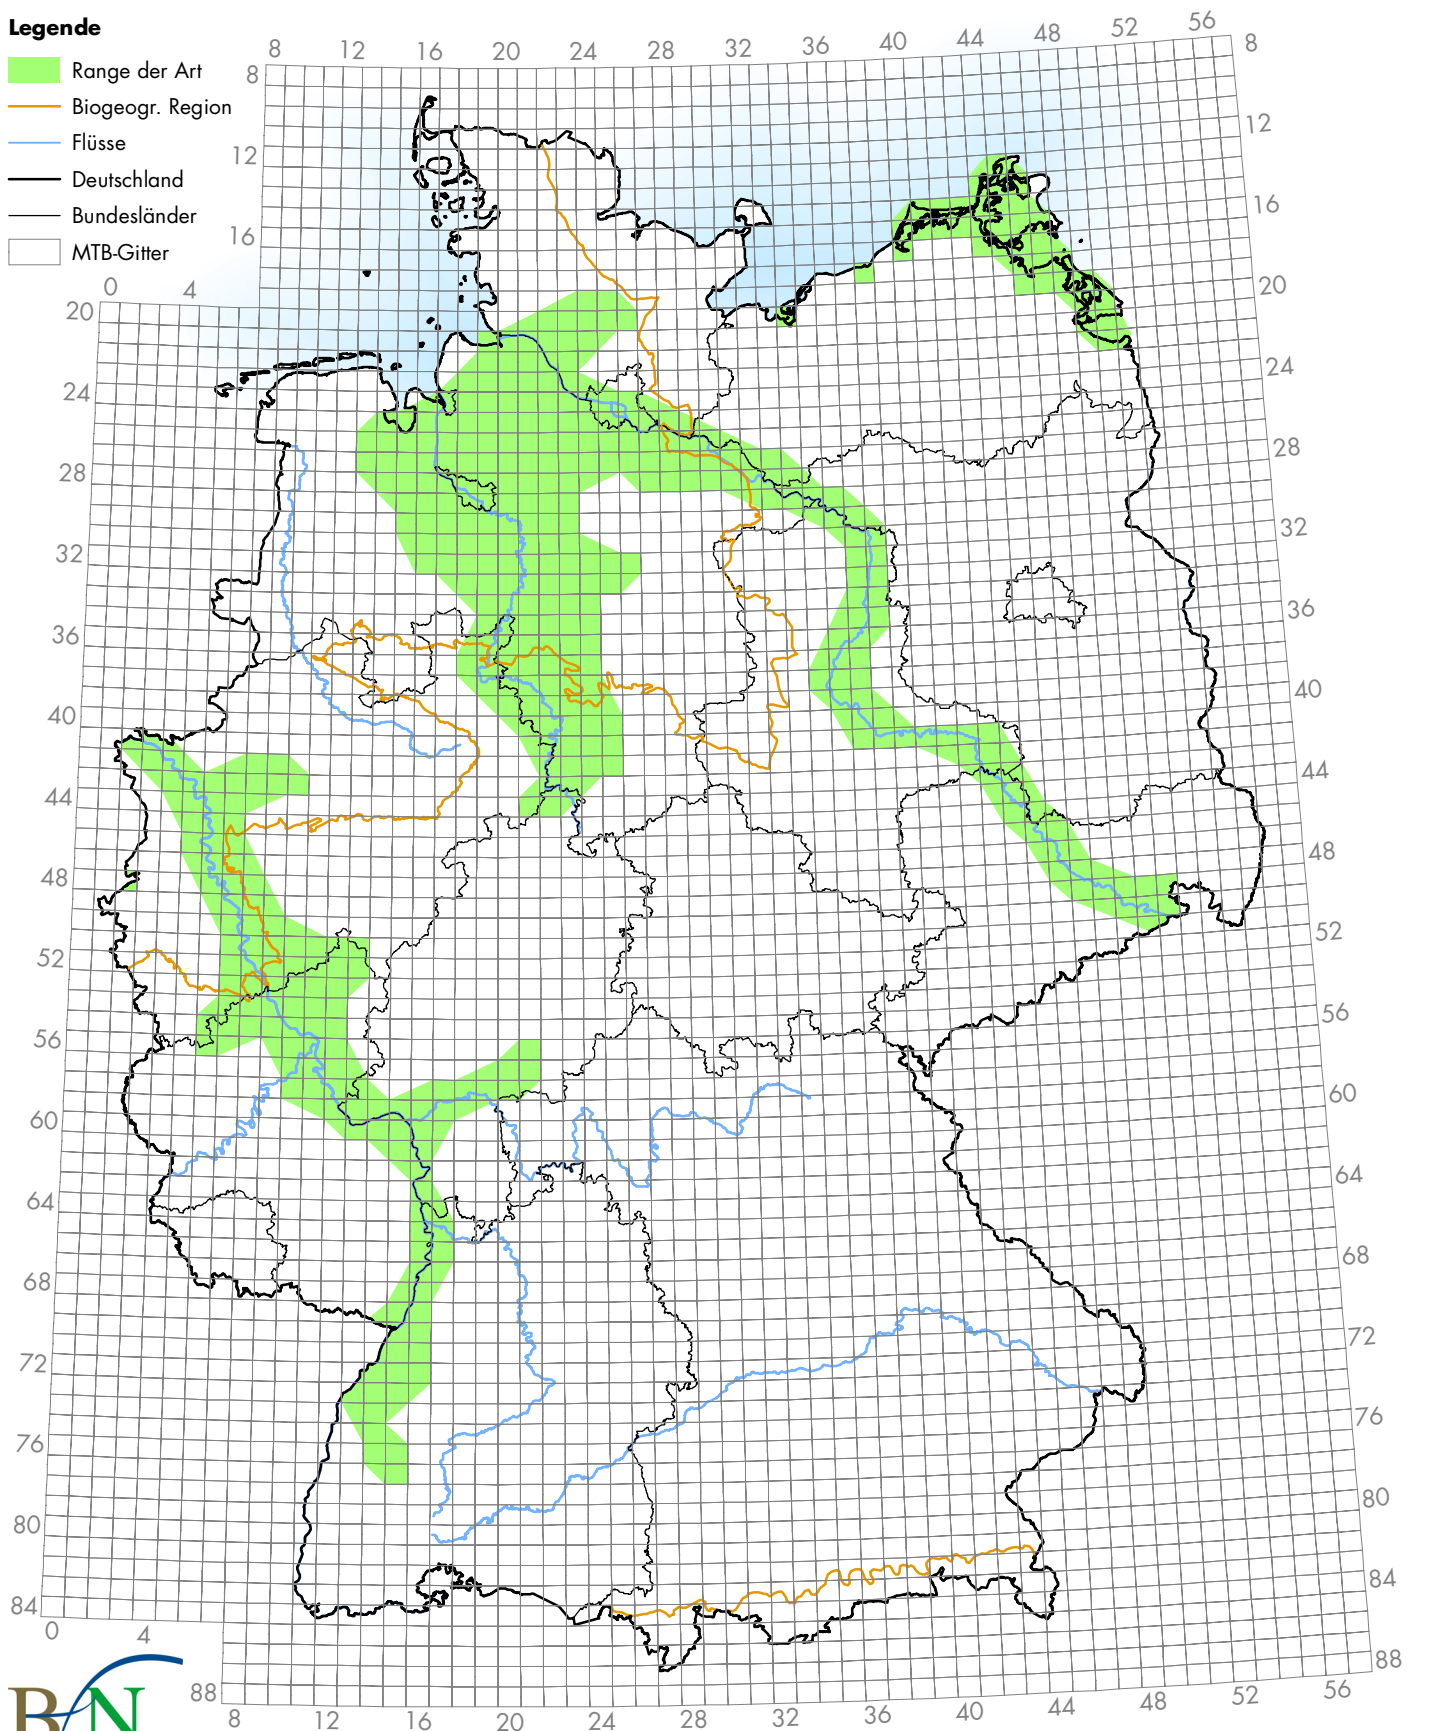 Legende
Range der Art
Biogeogr. Region
Flüsse
Deutschland
Bundesländer
MTB-Gitter
8 12 16 20 24 28 32 36 40 44 48 52 56
8 8
12 12
16 16
0 4
20 20
24 24
28 28
32 32
36 36
40 40
44 44
48 48
52 52
56 56
60 60
64 64
68 68
72 72
76 76
80 80
84 84
0 4
88 88
8 12 16 20 24 28 32 36 40 44 48 52 56
BfN